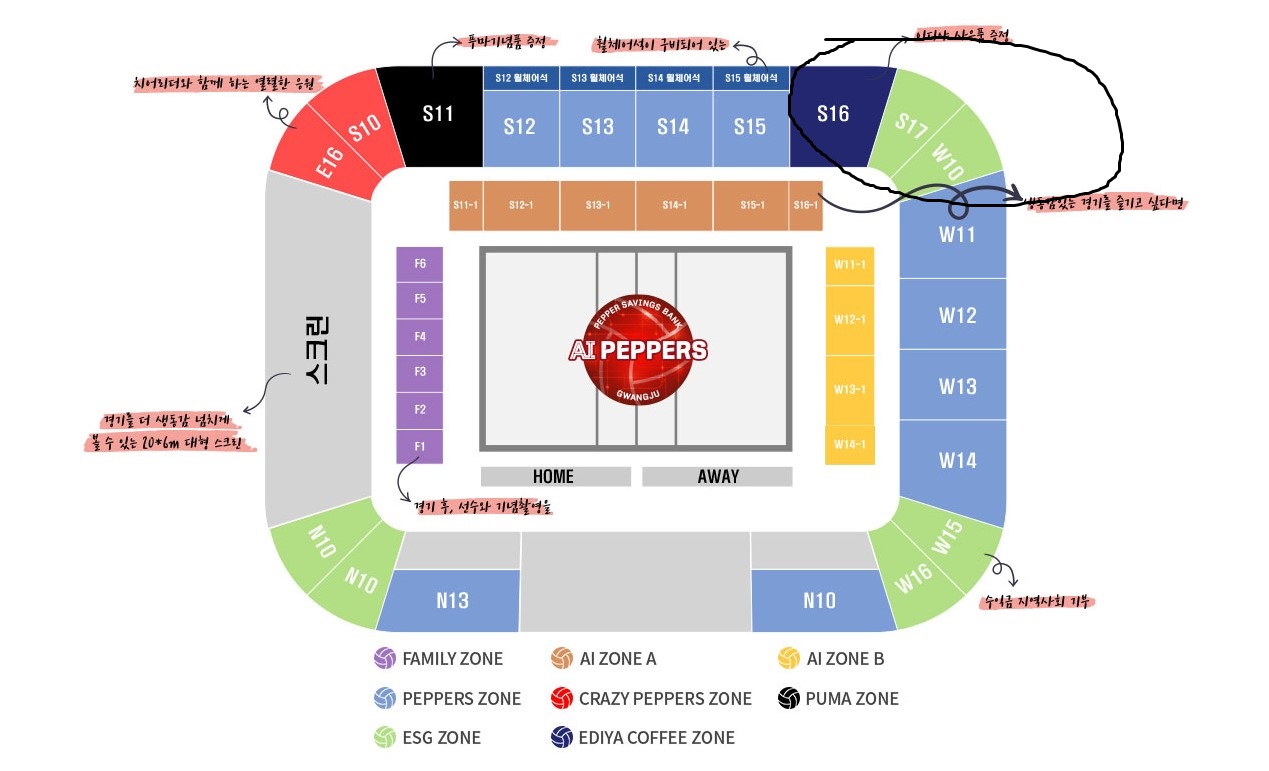 푸마기념품 증정
휠체어석이 구비되어 있는
이디야 사은품 증정
치어리더와 함께 하는 열렬한 응원
S12 휠체어석
S13 휠체어석
S14 휠체어석
S15 휠체어석
S10
S11
S12
S13
S14
S15
S16
S17
E16
W10
S11-1
S12-1
S13-1
S14-1
S15-1
S16-1
생동감있는 경기를 즐기고 싶다면
W11
F6
W11-1
F5
W12-1
W12
PEPPER SAVINGS BANK
AI PEPPERS
GWANGJU
스크린
F4
F3
W13-1
W13
F2
경기를 더 생동감 넘치게
볼 수 있는 20*6m 대형 스크린
F1
W14-1
W14
HOME
AWAY
경기 후, 선수와 기념촬영을
N10
N10
W15
W16
N13
N10
수익금 지역사회 기부
FAMILY ZONE
AI ZONE A
AI ZONE B
PEPPERS ZONE
CRAZY PEPPERS ZONE
PUMA ZONE
ESG ZONE
EDIYA COFFEE ZONE